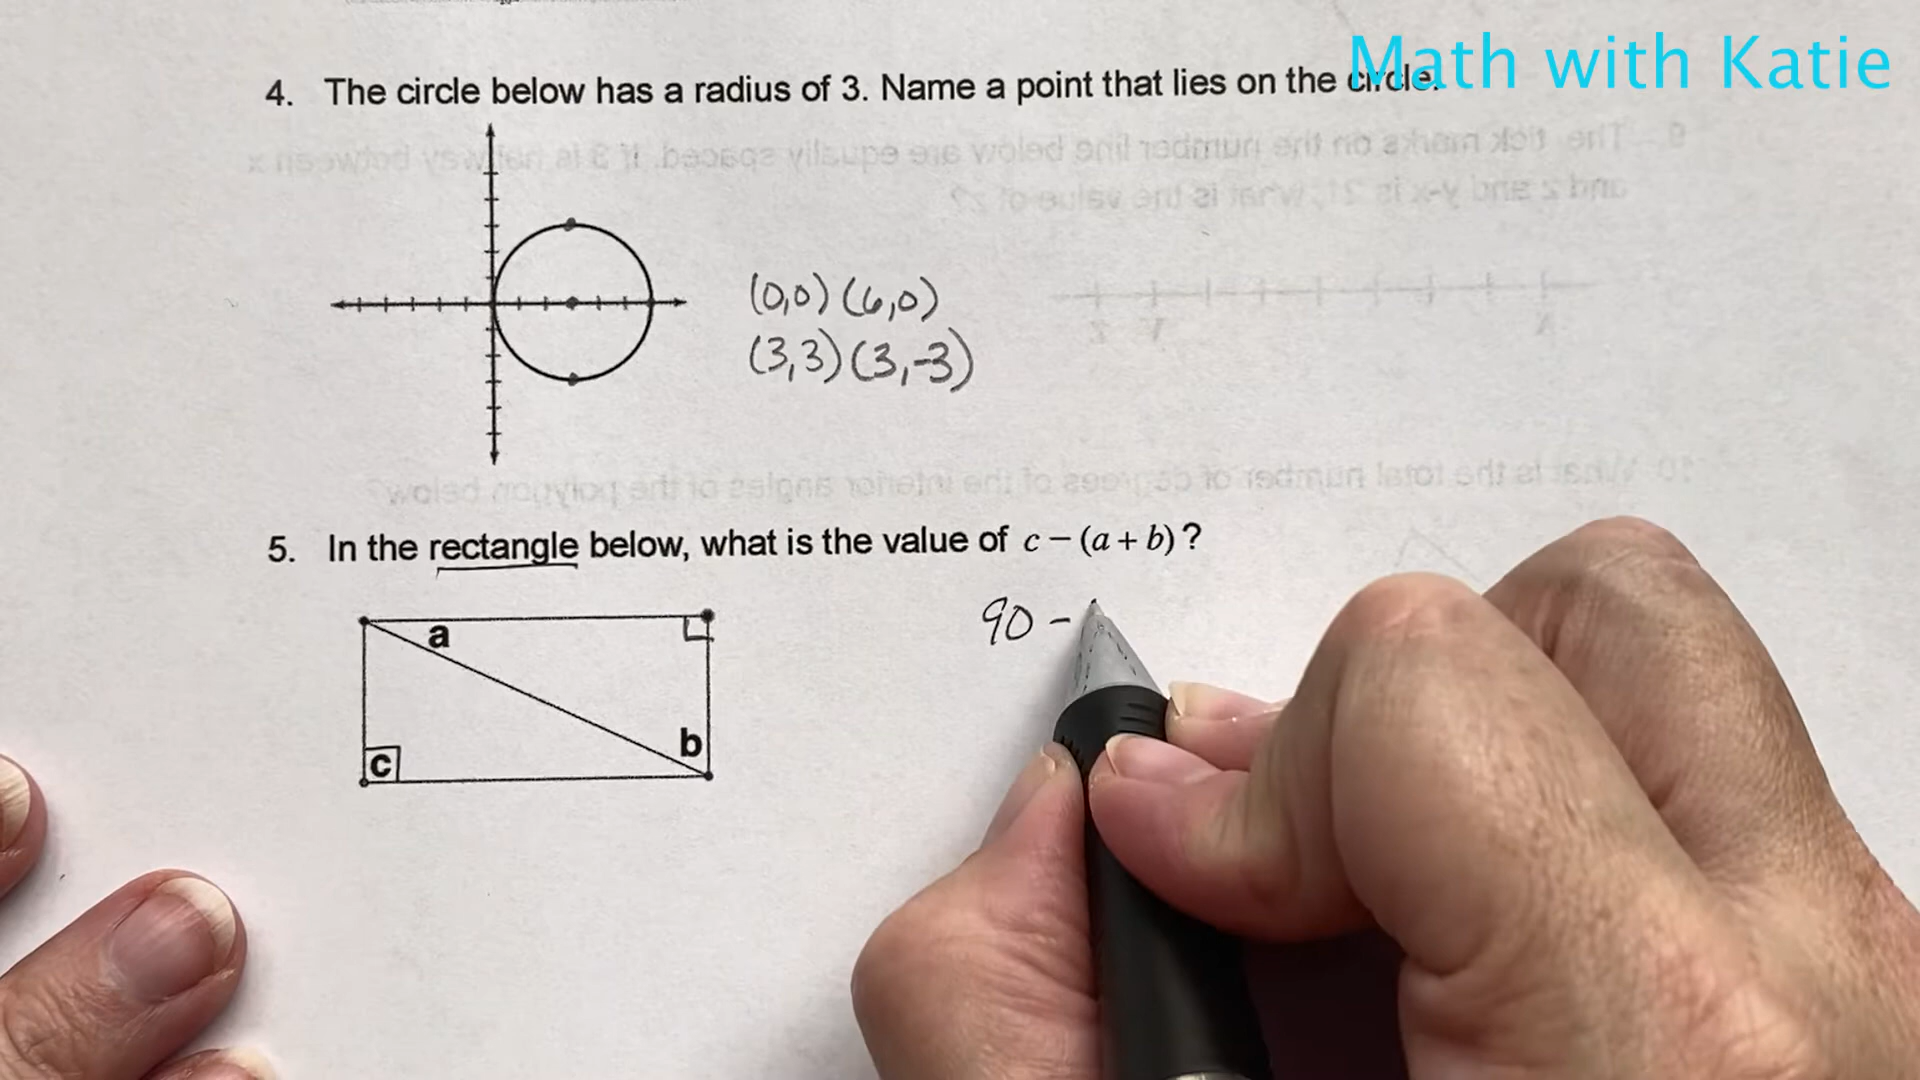 Math with Katie
4. The circle below has a radius of 3. Name a point that lies on the circle.
(0,0) (6,0)
(3,3) (3,-3)
5. In the rectangle below, what is the value of c − (a + b)?
90 -
a
b
c